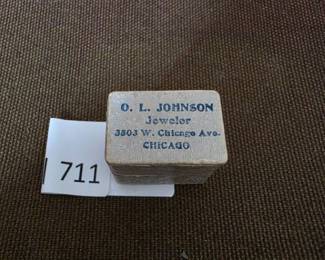 O. L. JOHNSON
Jeweler
3803 W. Chicago Ave.
CHICAGO
711